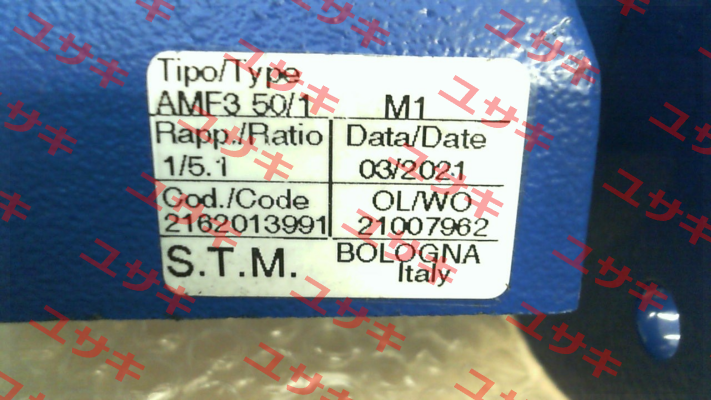 Tipo/Type
AMF3 50/1 M1
Rapp./Ratio Data/Date
1/5.1 03/2021
Cod./Code OL/WO
2162013991 21007962
S.T.M. BOLOGNA
Italy
ユサキ